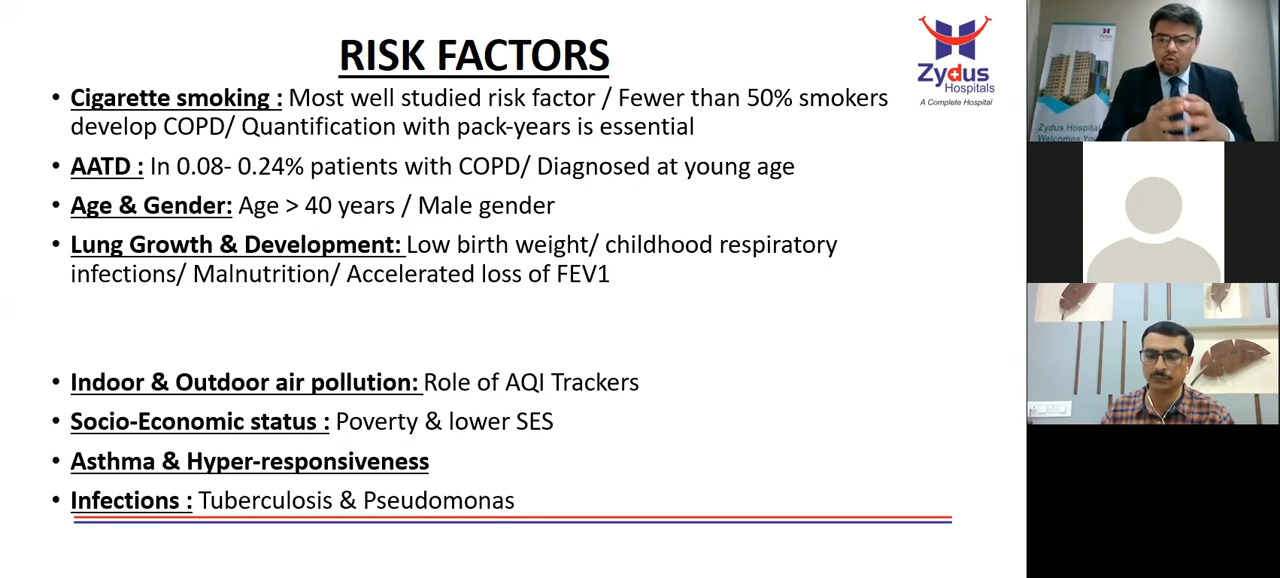 RISK FACTORS
Zydus
Hospitals
A Complete Hospital
• Cigarette smoking : Most well studied risk factor / Fewer than 50% smokers
develop COPD/ Quantification with pack-years is essential
• AATD : In 0.08- 0.24% patients with COPD/ Diagnosed at young age
• Age & Gender: Age > 40 years / Male gender
• Lung Growth & Development: Low birth weight/ childhood respiratory
infections/ Malnutrition/ Accelerated loss of FEV1
• Indoor & Outdoor air pollution: Role of AQI Trackers
• Socio-Economic status : Poverty & lower SES
• Asthma & Hyper-responsiveness
• Infections : Tuberculosis & Pseudomonas
Zydus Hospital
Welcomes You